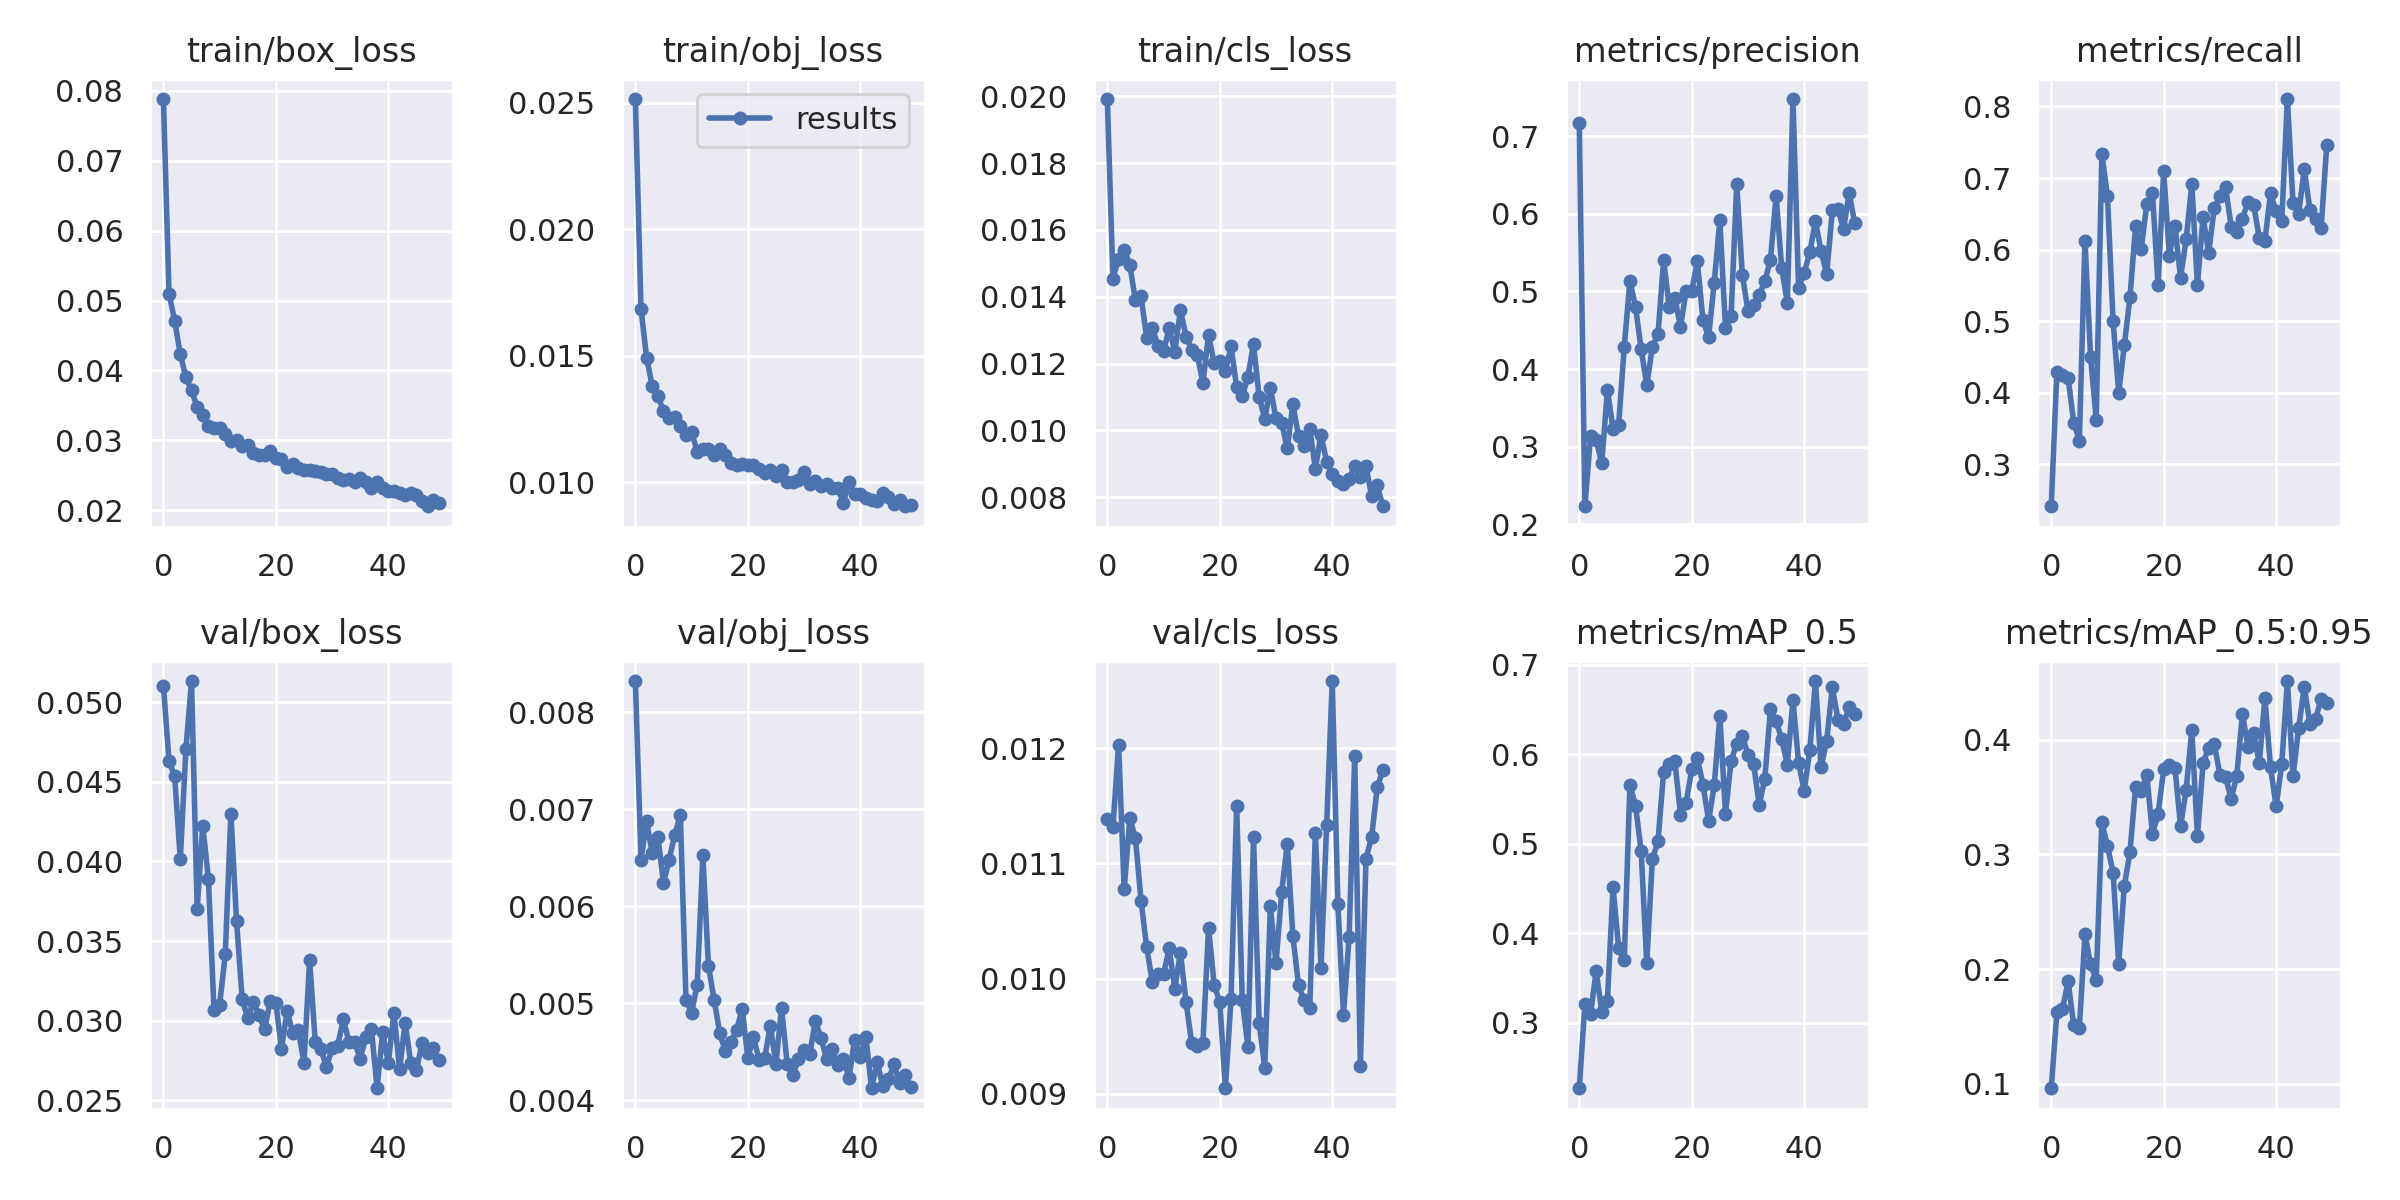 train/box_loss
train/obj_loss
train/cls_loss
metrics/precision
metrics/recall
0.08
0.07
0.06
0.05
0.04
0.03
0.02
0 20 40
0.025
0.020
0.015
0.010
0 20 40
results
0.020
0.018
0.016
0.014
0.012
0.010
0.008
0 20 40
0.7
0.6
0.5
0.4
0.3
0.2
0 20 40
0.8
0.7
0.6
0.5
0.4
0.3
0 20 40
val/box_loss
val/obj_loss
val/cls_loss
metrics/mAP_0.5
metrics/mAP_0.5:0.95
0.050
0.045
0.040
0.035
0.030
0.025
0 20 40
0.008
0.007
0.006
0.005
0.004
0 20 40
0.012
0.011
0.010
0.009
0 20 40
0.7
0.6
0.5
0.4
0.3
0 20 40
0.4
0.3
0.2
0.1
0 20 40